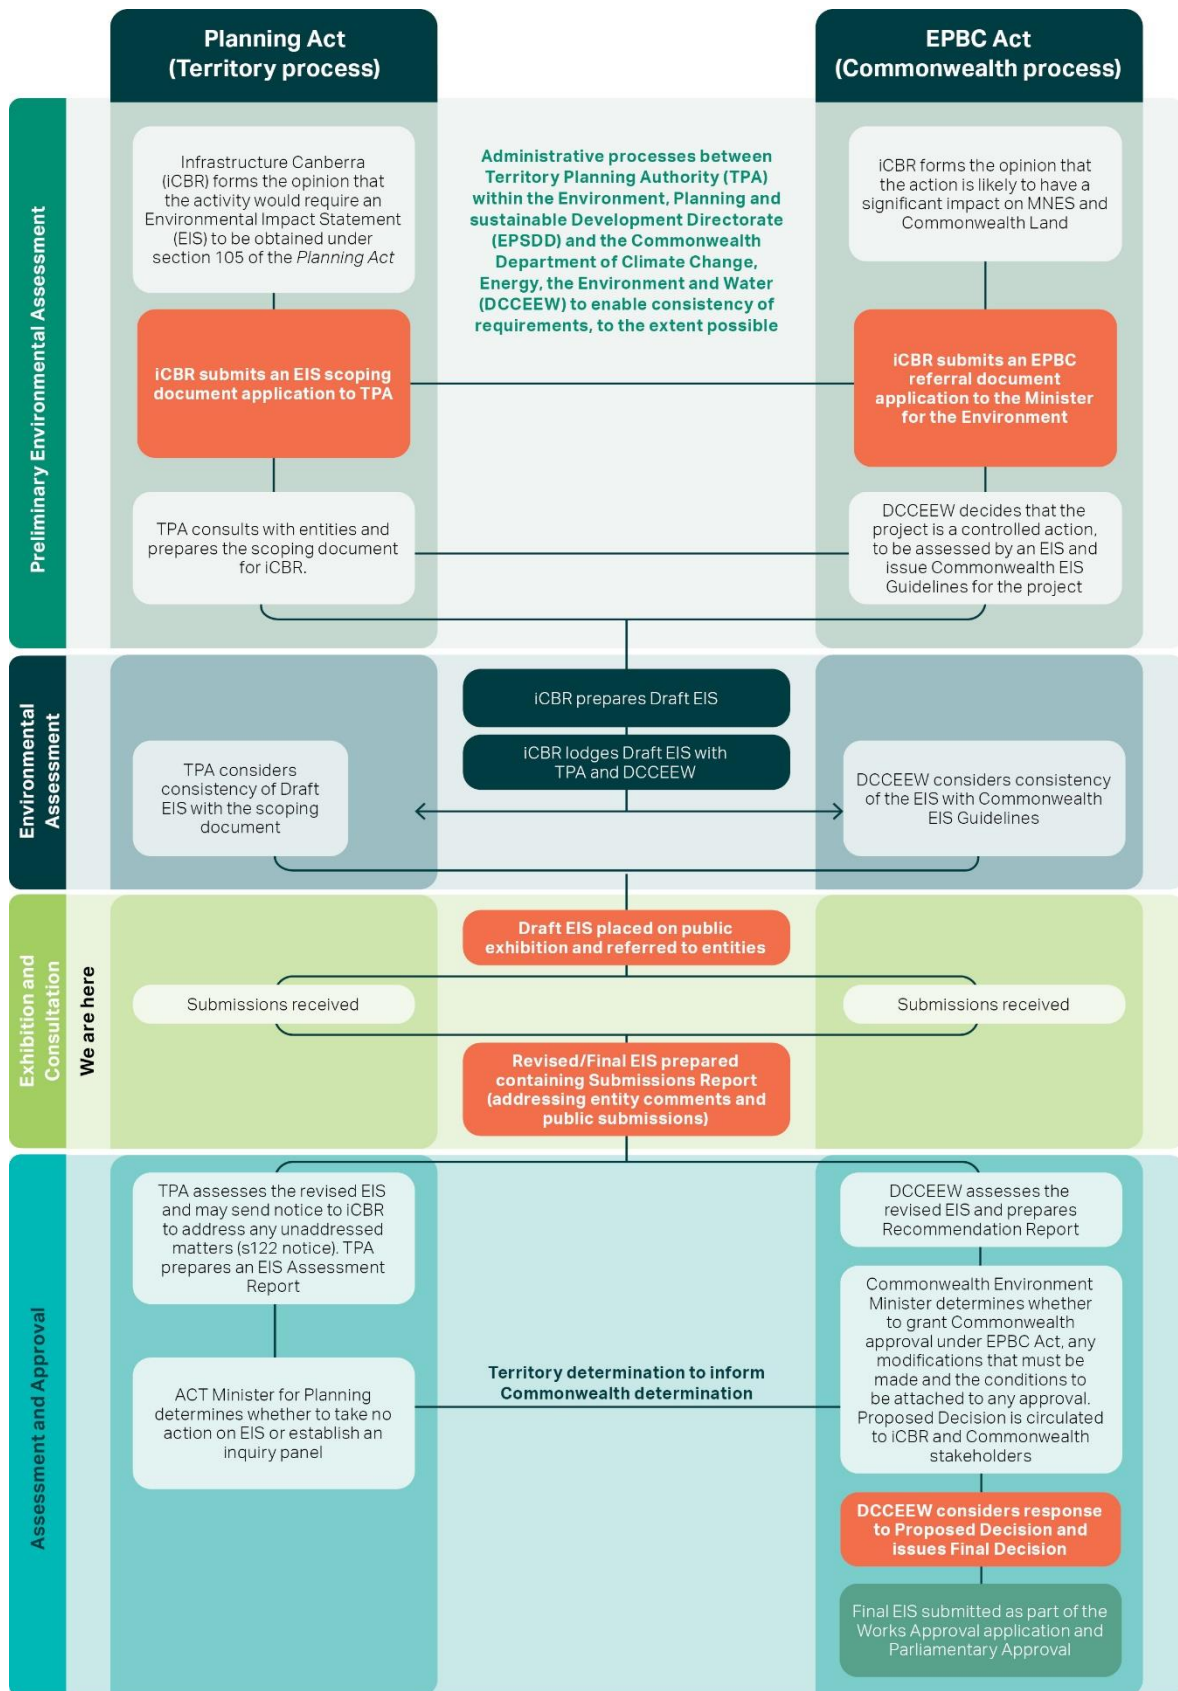 Planning Act
(Territory process)
EPBC Act
(Commonwealth process)
Preliminary Environmental Assessment
Infrastructure Canberra
(iCBR) forms the opinion that
the activity would require an
Environmental Impact Statement
(EIS) to be obtained under
section 105 of the Planning Act
Administrative processes between
Territory Planning Authority (TPA)
within the Environment, Planning and
sustainable Development Directorate
(EPSDD) and the Commonwealth
Department of Climate Change,
Energy, the Environment and Water
(DCCEEW) to enable consistency of
requirements, to the extent possible
iCBR forms the opinion that
the action is likely to have a
significant impact on MNES and
Commonwealth Land
iCBR submits an EIS scoping
document application to TPA
iCBR submits an EPBC
referral document
application to the Minister
for the Environment
TPA consults with entities and
prepares the scoping document
for iCBR.
DCCEEW decides that the
project is a controlled action,
to be assessed by an EIS and
issue Commonwealth EIS
Guidelines for the project
Environmental
Assessment
iCBR prepares Draft EIS
iCBR lodges Draft EIS with
TPA and DCCEEW
TPA considers
consistency of Draft
EIS with the scoping
document
DCCEEW considers consistency
of the EIS with Commonwealth
EIS Guidelines
Exhibition and
Consultation
We are here
Draft EIS placed on public
exhibition and referred to entities
Submissions received
Submissions received
Revised/Final EIS prepared
containing Submissions Report
(addressing entity comments and
public submissions)
Assessment and Approval
TPA assesses the revised EIS
and may send notice to iCBR
to address any unaddressed
matters (s122 notice). TPA
prepares an EIS Assessment
Report
DCCEEW assesses the
revised EIS and prepares
Recommendation Report
ACT Minister for Planning
determines whether to take no
action on EIS or establish an
inquiry panel
Territory determination to inform
Commonwealth determination
Commonwealth Environment
Minister determines whether
to grant Commonwealth
approval under EPBC Act, any
modifications that must be
made and the conditions to
be attached to any approval.
Proposed Decision is circulated
to iCBR and Commonwealth
stakeholders
DCCEEW considers response
to Proposed Decision and
issues Final Decision
Final EIS submitted as part of the
Works Approval application and
Parliamentary Approval